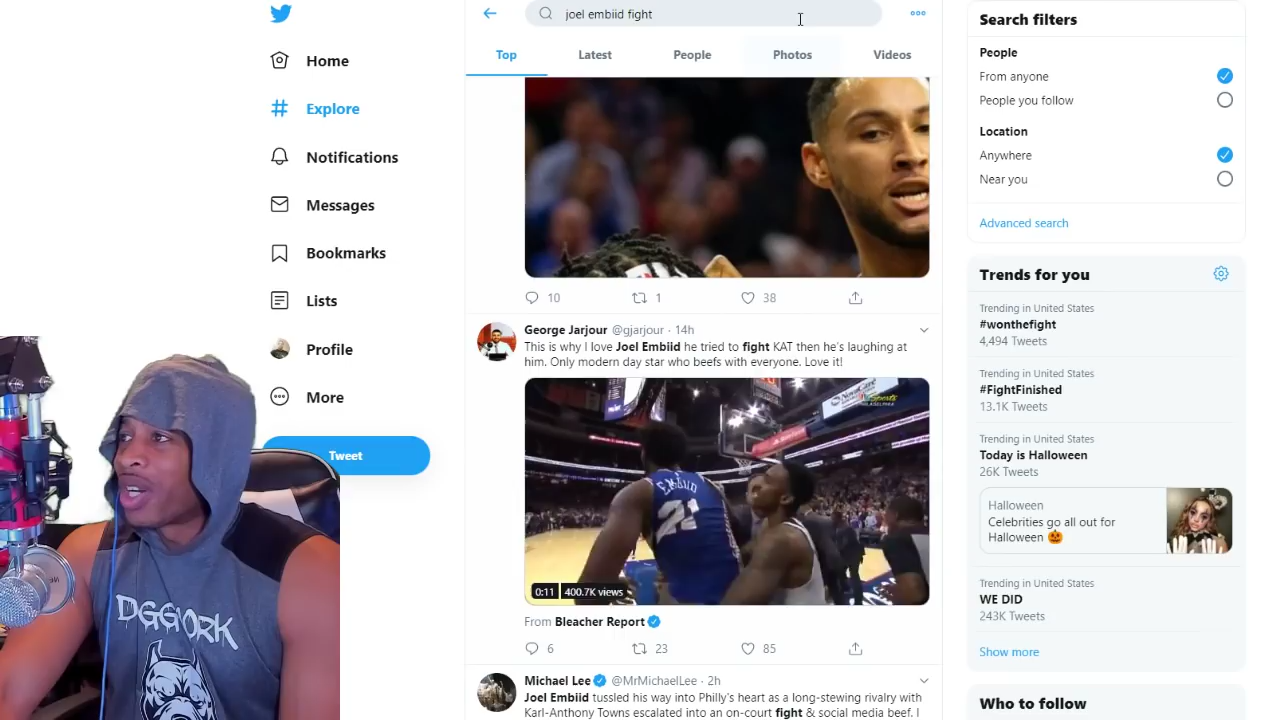 joel embiid fight
Top
Latest
People
Photos
Videos
Home
Explore
Notifications
Messages
Bookmarks
Lists
Profile
More
Tweet
10
1
38
George Jarjour @gjarjour · 14h
This is why I love Joel Embiid he tried to fight KAT then he's laughing at
him. Only modern day star who beefs with everyone. Love it!
EMBIID
21
0:11
400.7K views
From Bleacher Report
6
23
85
Michael Lee @MrMichaelLee · 2h
Joel Embiid tussled his way into Philly's heart as a long-stewing rivalry with
Karl-Anthony Towns escalated into an on-court fight & social media beef. I
Search filters
People
From anyone
People you follow
Location
Anywhere
Near you
Advanced search
Trends for you
Trending in United States
#wonthefight
4,494 Tweets
Trending in United States
#FightFinished
13.1K Tweets
Trending in United States
Today is Halloween
26K Tweets
Halloween
Celebrities go all out for
Halloween 🎃
Trending in United States
WE DID
243K Tweets
Show more
Who to follow